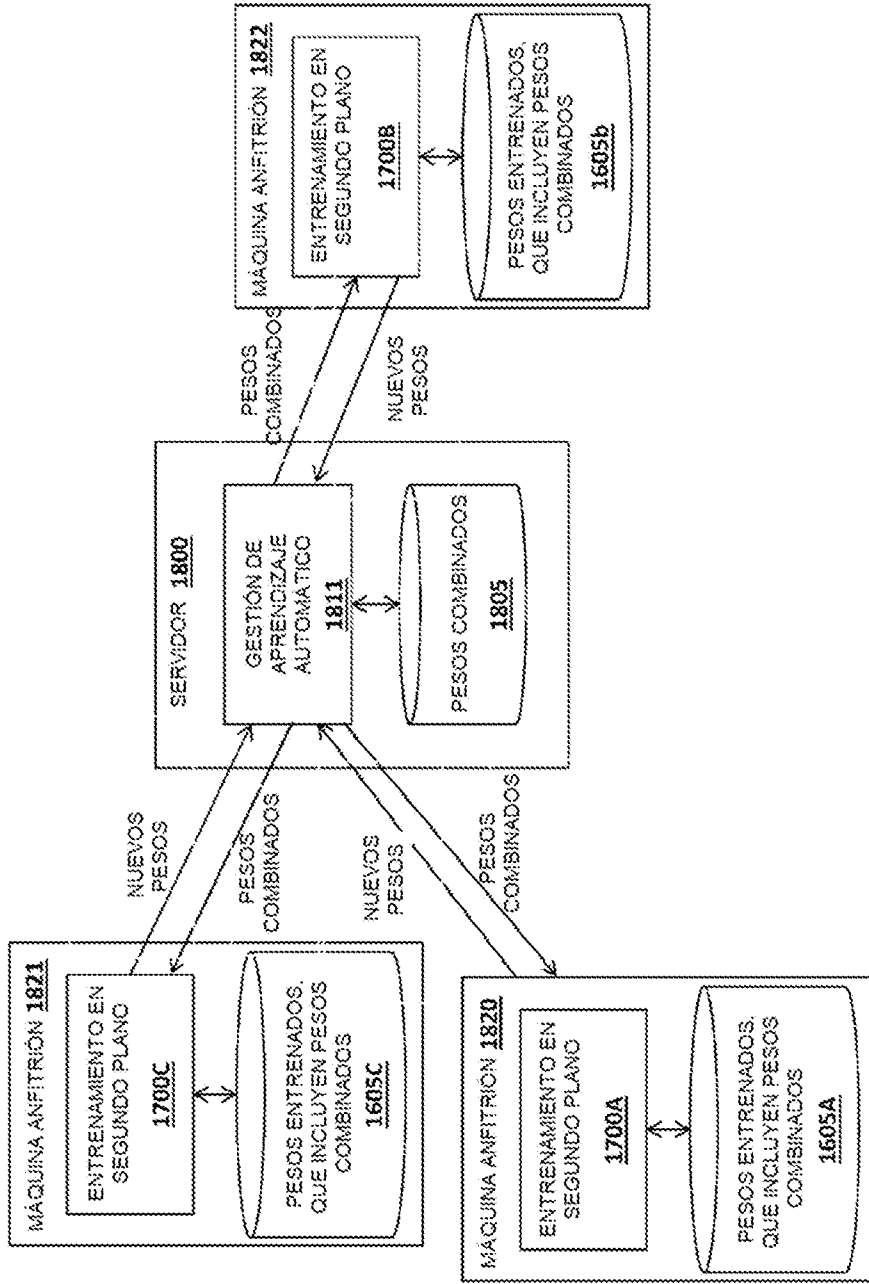 MÁQUINA ANFITRIÓN 1821
ENTRENAMIENTO EN
SEGUNDO PLANO
1700C
PESOS ENTRENADOS,
QUE INCLUYEN PESOS
COMBINADOS
1605C
NUEVOS
PESOS
PESOS
COMBINADOS
MÁQUINA ANFITRIÓN 1820
ENTRENAMIENTO EN
SEGUNDO PLANO
1700A
PESOS ENTRENADOS,
QUE INCLUYEN PESOS
COMBINADOS
1605A
NUEVOS
PESOS
PESOS
COMBINADOS
SERVIDOR 1800
GESTIÓN DE
APRENDIZAJE
AUTOMÁTICO
1811
PESOS COMBINADOS
1805
PESOS
COMBINADOS
NUEVOS
PESOS
MÁQUINA ANFITRIÓN 1822
ENTRENAMIENTO EN
SEGUNDO PLANO
1700B
PESOS ENTRENADOS,
QUE INCLUYEN PESOS
COMBINADOS
1605b